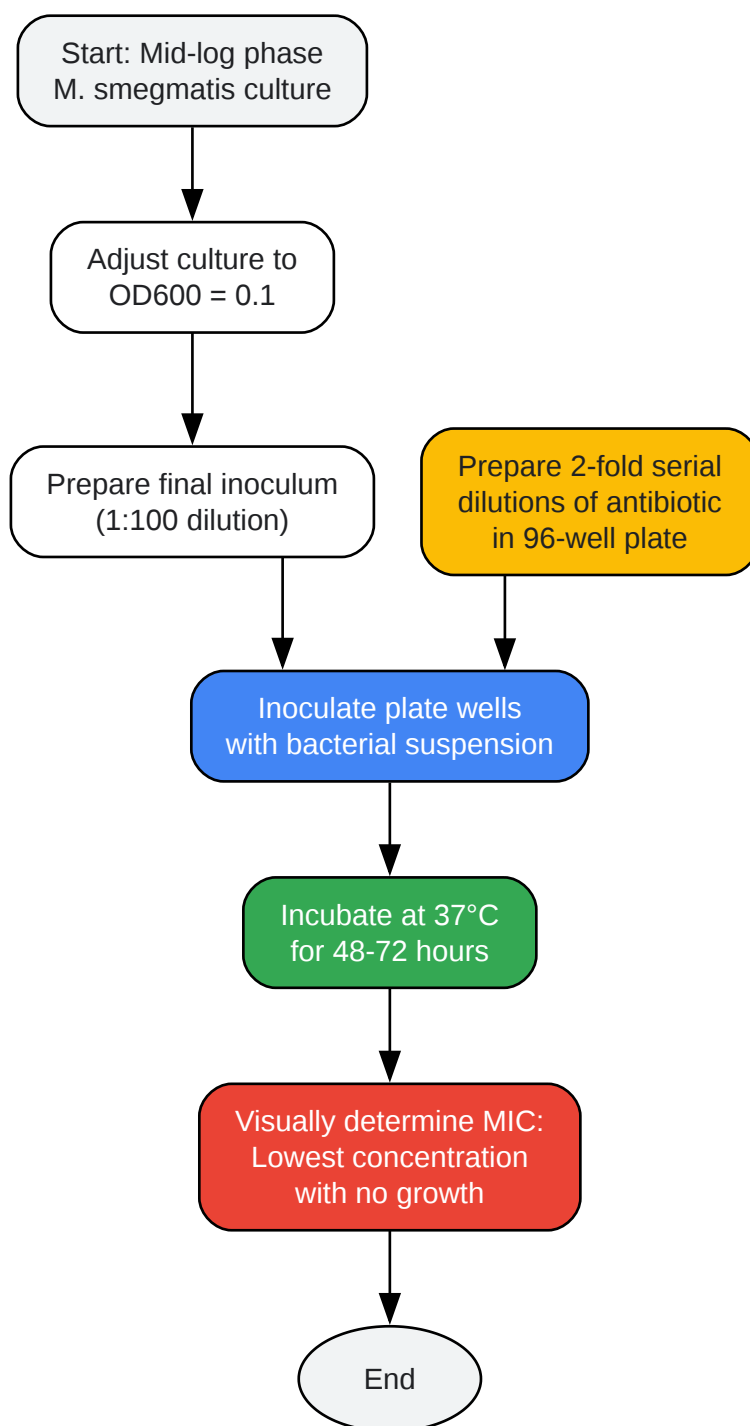 Start: Mid-log phase
M. smegmatis culture
Adjust culture to
OD600 = 0.1
Prepare final inoculum
(1:100 dilution)
Prepare 2-fold serial
dilutions of antibiotic
in 96-well plate
Inoculate plate wells
with bacterial suspension
Incubate at 37°C
for 48-72 hours
Visually determine MIC:
Lowest concentration
with no growth
End